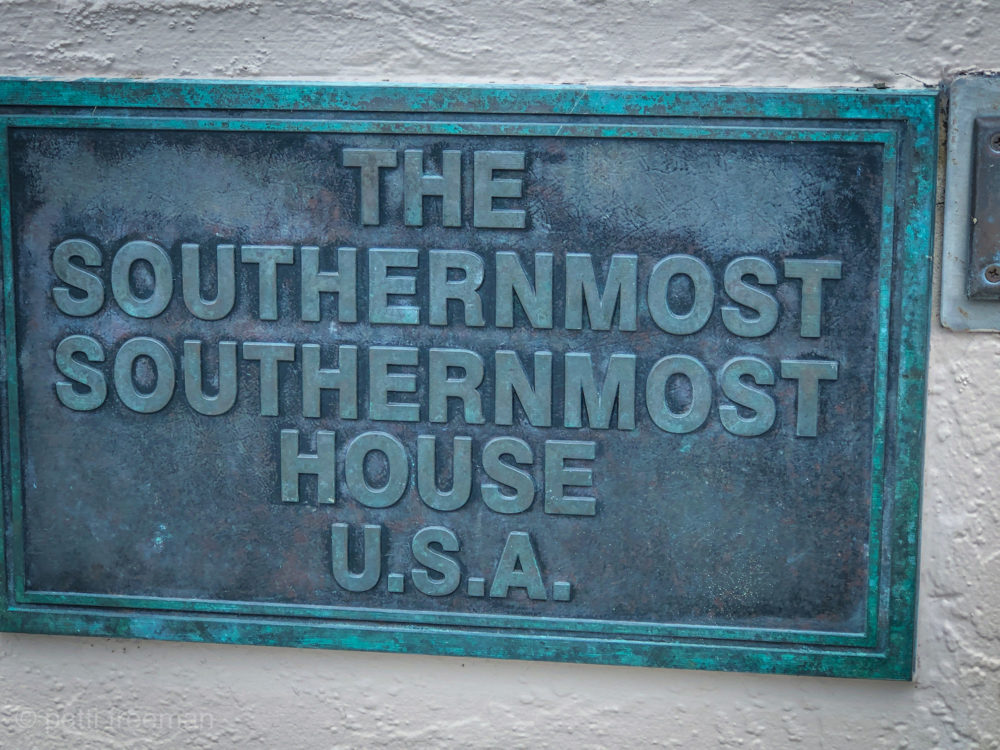 THE
SOUTHERNMOST
SOUTHERNMOST
HOUSE
U.S.A.
© petti freeman